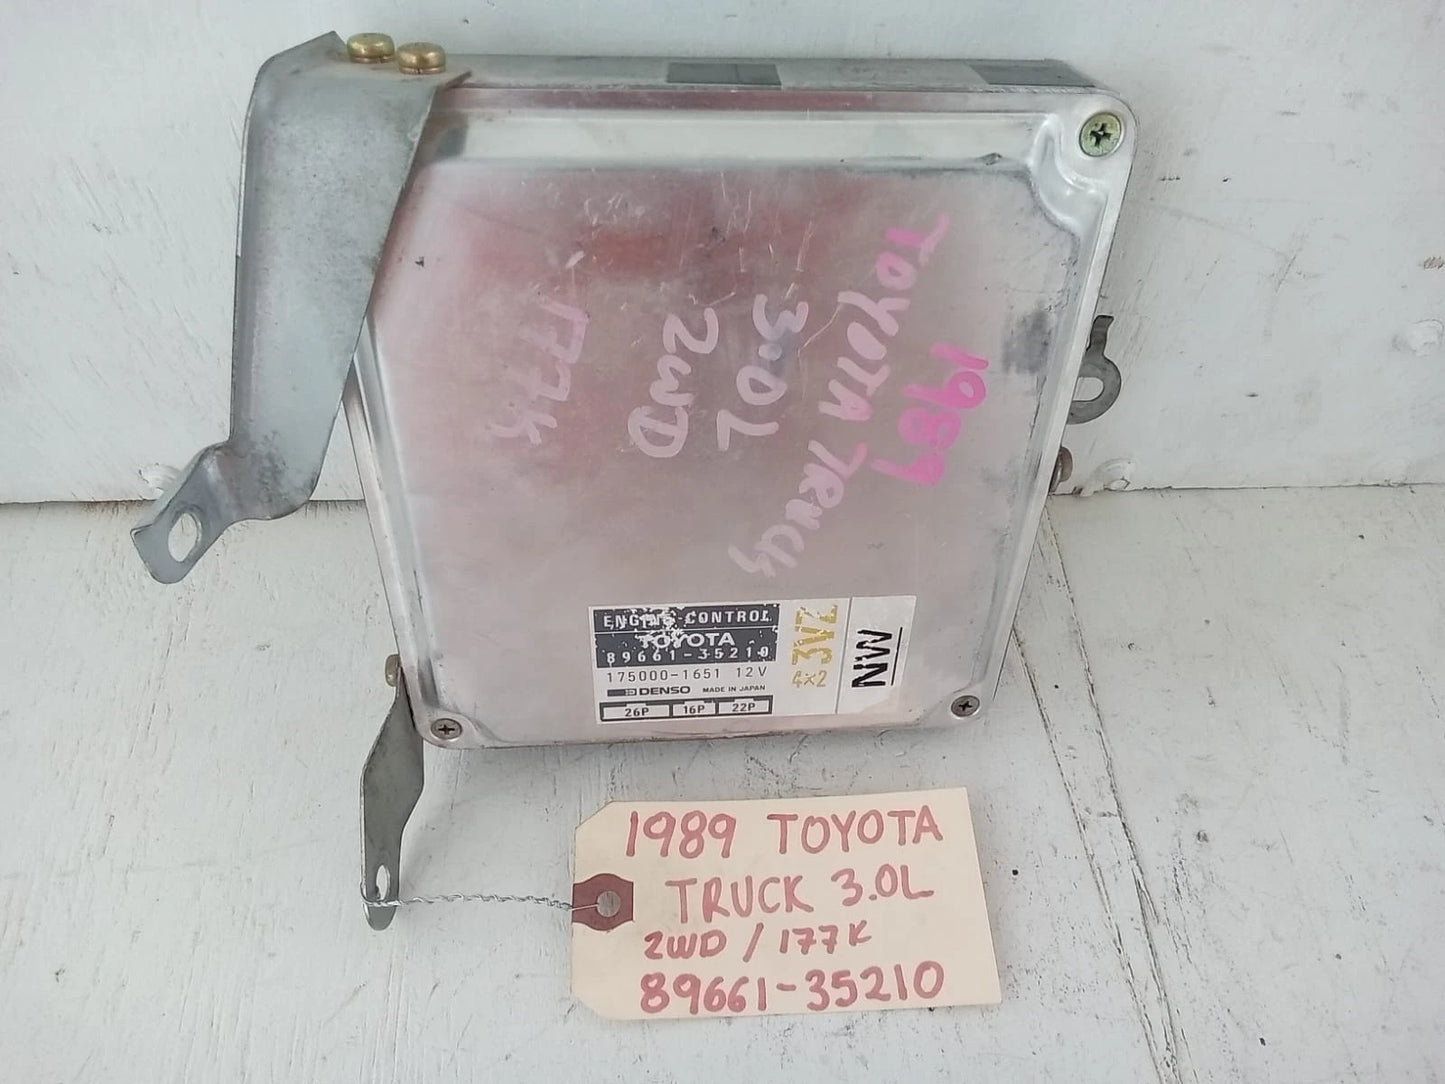 1989
TOYOTA TRUCK
3.0L
2WD
177K
ENGINE CONTROL
TOYOTA
89661-35210
175000-1651 12V
DENSO MADE IN JAPAN
26P 16P 22P
3VZ
4×2
NW
1989 TOYOTA
TRUCK 3.0L
2WD / 177K
89661-35210